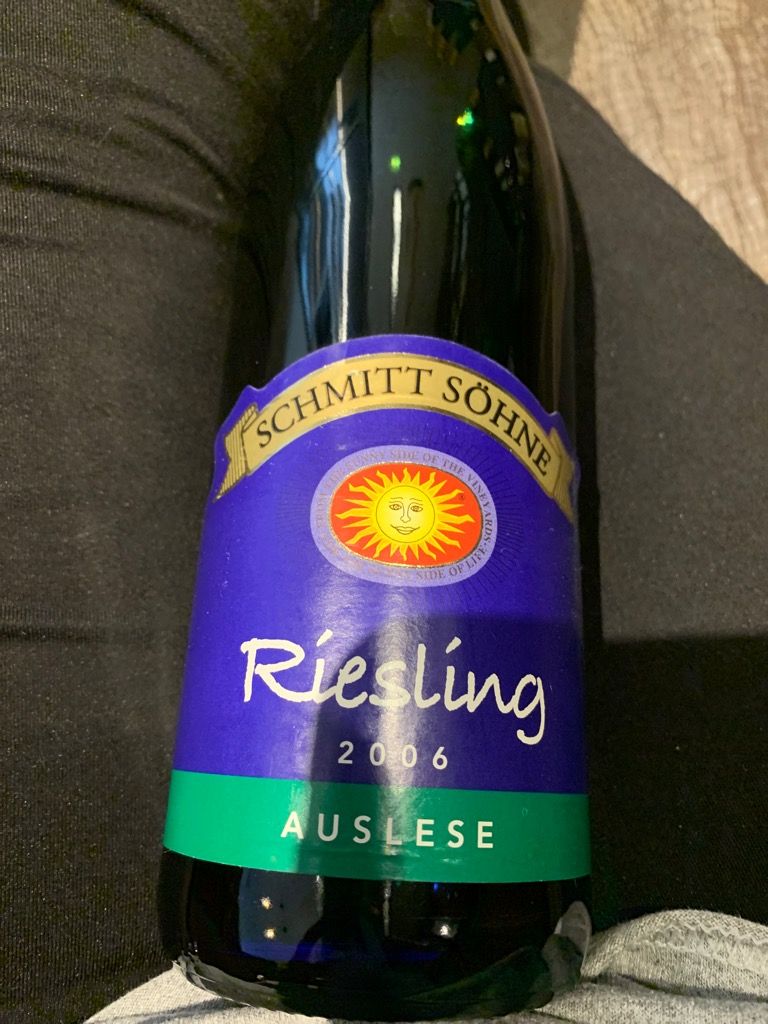 SCHMITT SÖHNE
SUNNY SIDE OF THE VINEYARDS
SIDE OF LIFE
Riesling
2006
AUSLESE